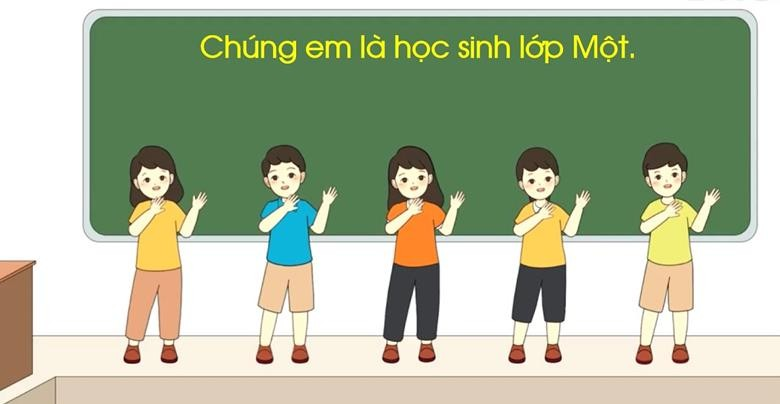 Chúng em là học sinh lớp Một.